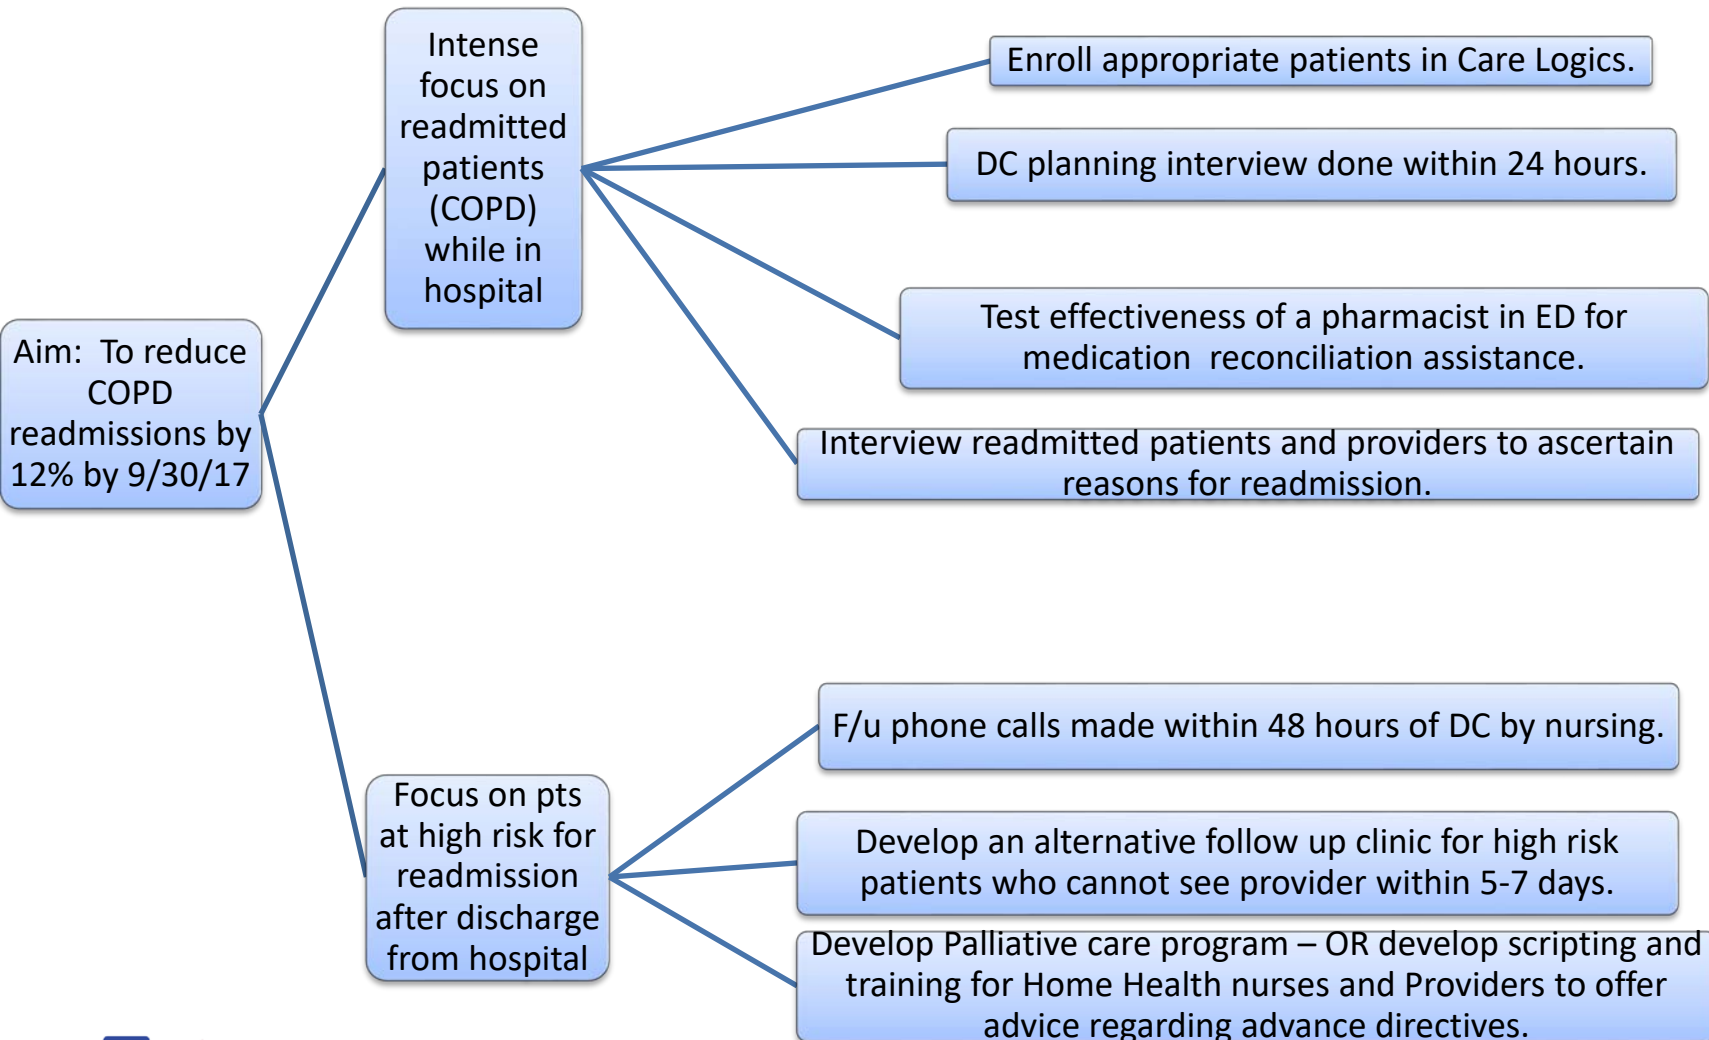 Intense
focus on
readmitted
patients
(COPD)
while in
hospital
Enroll appropriate patients in Care Logics.
DC planning interview done within 24 hours.
Test effectiveness of a pharmacist in ED for
medication  reconciliation assistance.
Interview readmitted patients and providers to ascertain
reasons for readmission.
Aim:  To reduce
COPD
readmissions by
12% by 9/30/17
Focus on pts
at high risk for
readmission
after discharge
from hospital
F/u phone calls made within 48 hours of DC by nursing.
Develop an alternative follow up clinic for high risk
patients who cannot see provider within 5-7 days.
Develop Palliative care program – OR develop scripting and
training for Home Health nurses and Providers to offer
advice regarding advance directives.